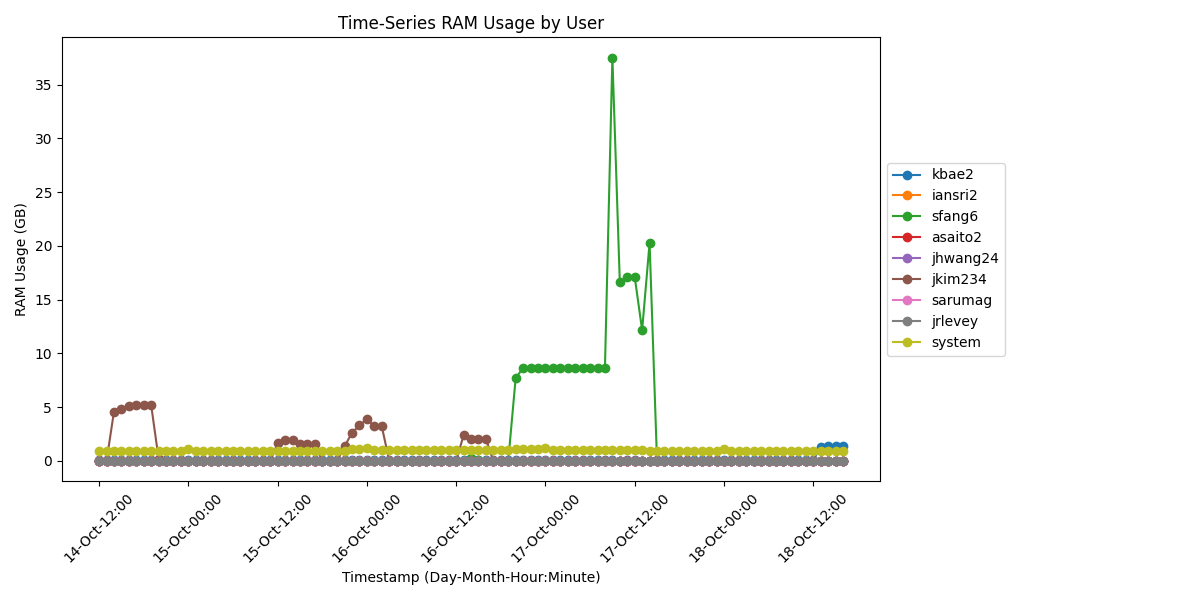 Time-Series RAM Usage by User
RAM Usage (GB)
35
30
25
20
15
10
5
0
14-Oct-12:00
15-Oct-00:00
15-Oct-12:00
16-Oct-00:00
16-Oct-12:00
17-Oct-00:00
17-Oct-12:00
18-Oct-00:00
18-Oct-12:00
Timestamp (Day-Month-Hour:Minute)
kbae2
iansri2
sfang6
asaito2
jhwang24
jkim234
sarumag
jrlevey
system